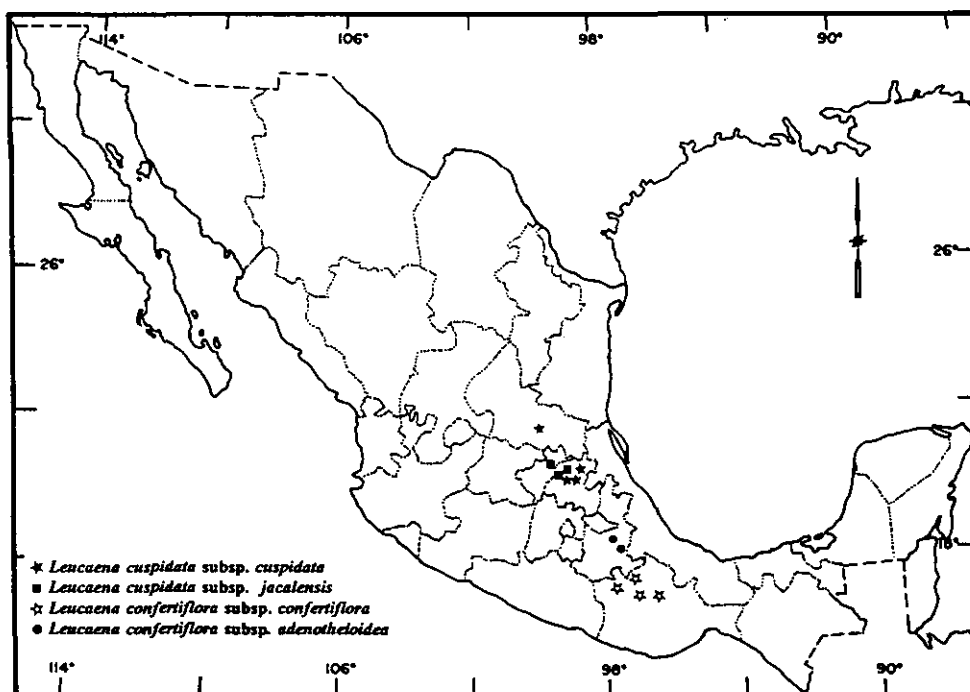 114° 106° 98° 90°
26° 26°
18°
★ Leucaena cuspidata subsp. cuspidata
■ Leucaena cuspidata subsp. jacalensis
☆ Leucaena confertiflora subsp. confertiflora
● Leucaena confertiflora subsp. adenotheloidea
114° 106° 98° 90°